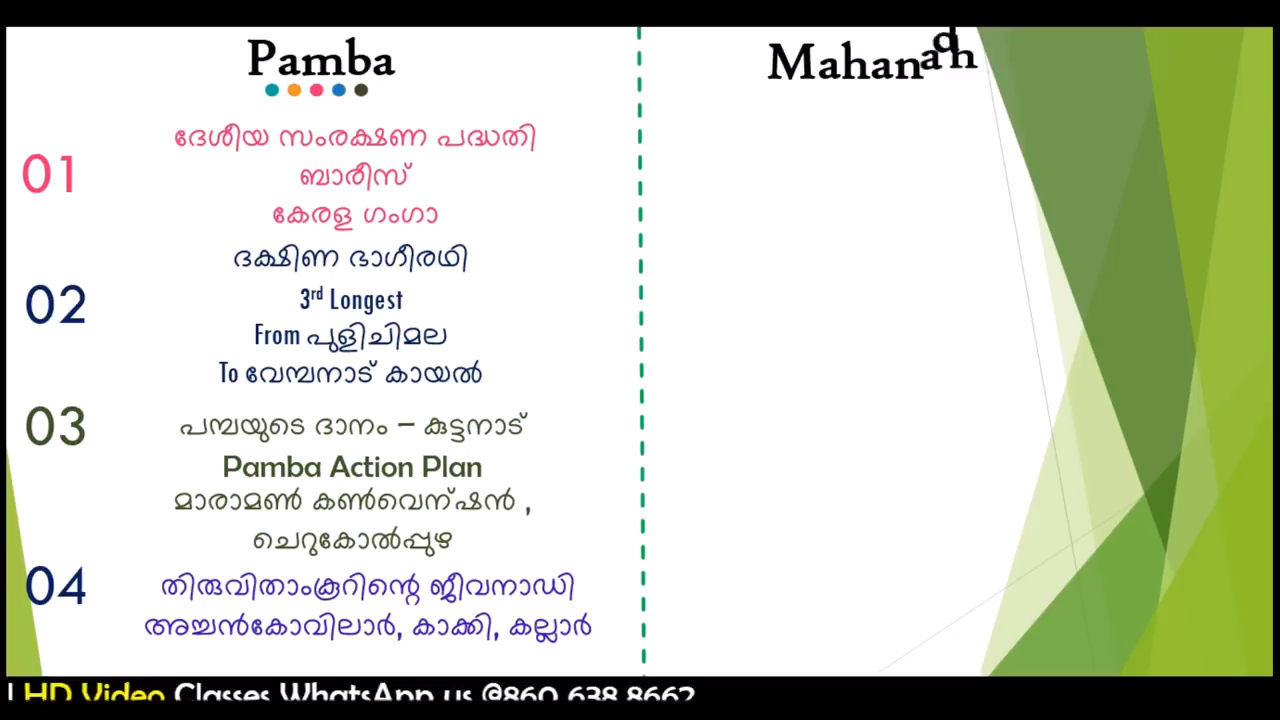 Pamba
01
ദേശീയ സംരക്ഷണ പദ്ധതി
ബാരീസ്
കേരള ഗംഗാ
02
ദക്ഷിണ ഭാഗീരഥി
3rd Longest
From പുളിച്ചിമല
To വേമ്പനാട് കായൽ
03
പമ്പയുടെ ദാനം – കുട്ടനാട്
Pamba Action Plan
മാരാമൺ കൺവെന്ഷൻ ,
ചെറുകോൽപ്പുഴ
04
തിരുവിതാംകൂറിന്റെ ജീവനാഡി
അച്ചൻകോവിലാർ, കാക്കി, കല്ലാർ
Mahanadh
| HD Video Classes WhatsApp us @860 638 8662